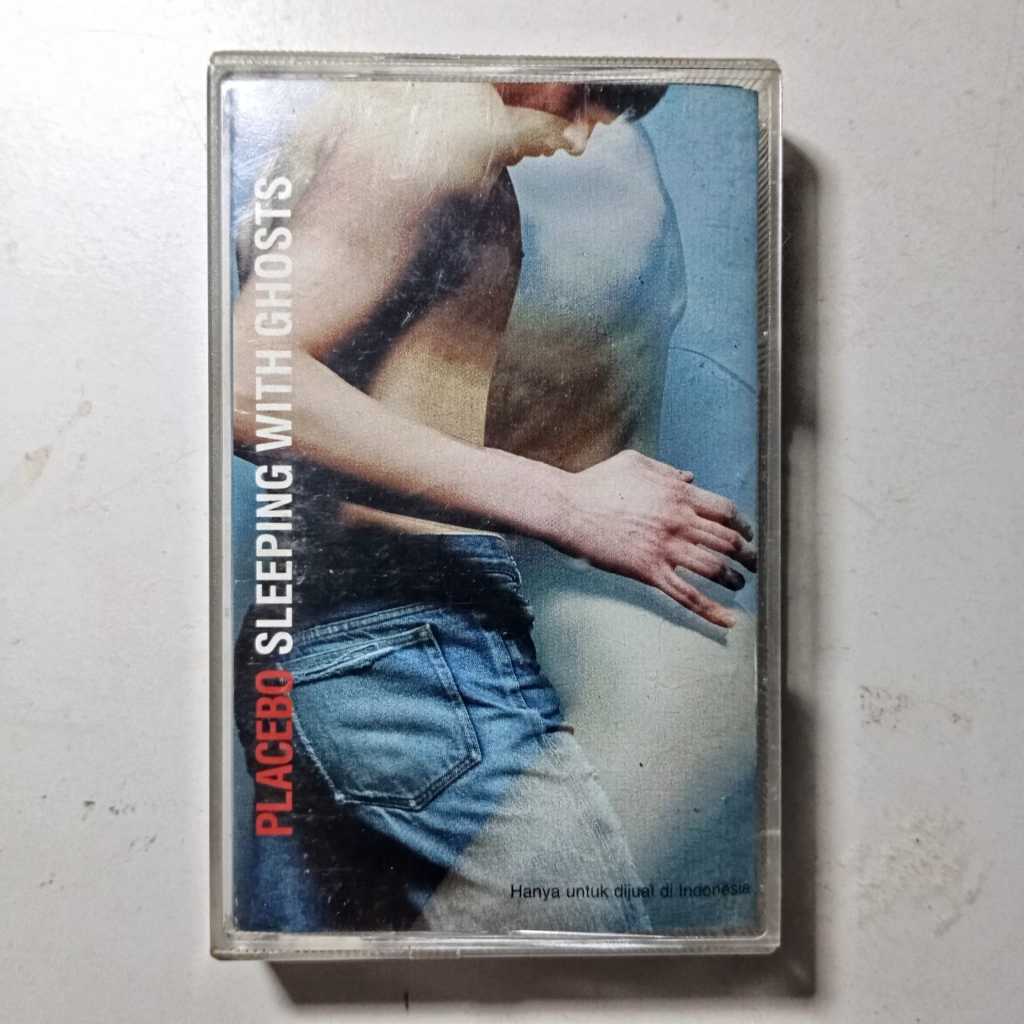 PLACEBO SLEEPING WITH GHOSTS
Hanya untuk dijual di Indonesia